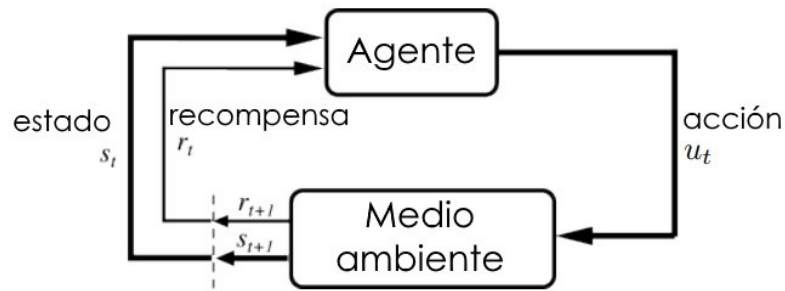 Agente
estado
s_t
recompensa
r_t
acción
u_t
r_{t+1}
s_{t+1}
Medio
ambiente